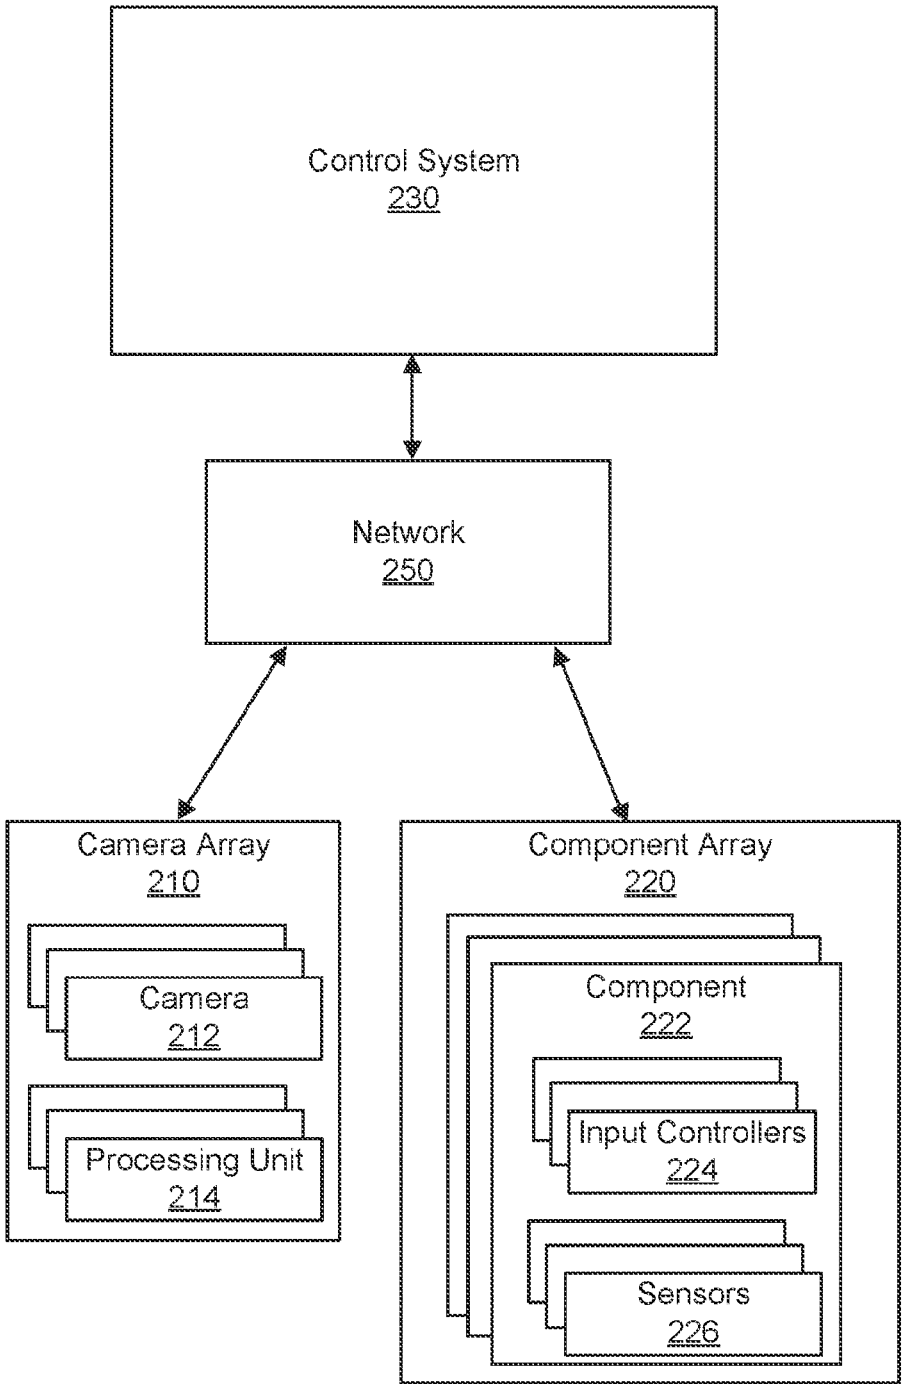 Control System
230
Network
250
Camera Array
210
Camera
212
Processing Unit
214
Component Array
220
Component
222
Input Controllers
224
Sensors
226